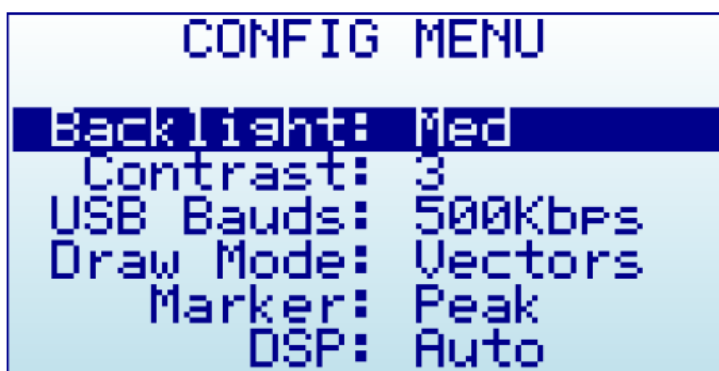 CONFIG MENU
Backlight: Med
Contrast: 3
USB Bauds: 500Kbps
Draw Mode: Vectors
Marker: Peak
DSP: Auto